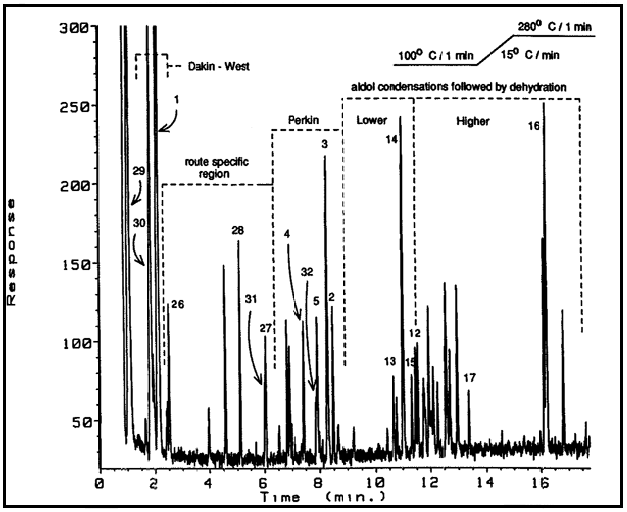 300
250
200
150
100
50
Response
0
2
4
6
8
10
12
14
16
Time (min.)
280° C / 1 min
100° C / 1 min
15° C / min
Dakin - West
aldol condensations followed by dehydration
Perkin
Lower
Higher
route specific
region
1
29
30
26
28
31
27
4
32
5
3
2
14
13
15
12
17
16